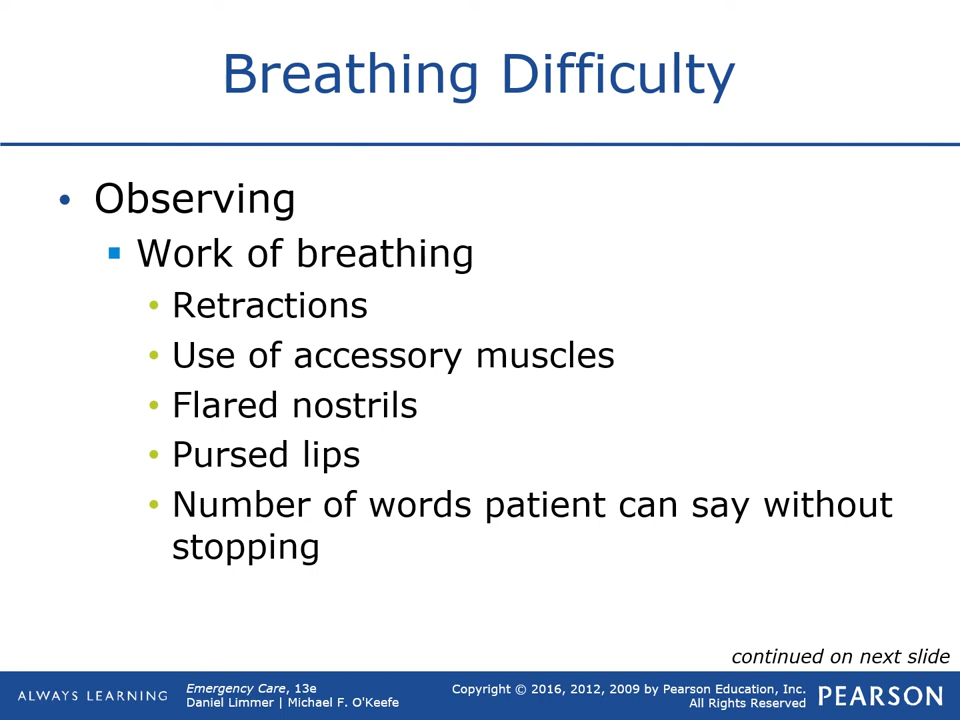 Breathing Difficulty
• Observing
▪ Work of breathing
• Retractions
• Use of accessory muscles
• Flared nostrils
• Pursed lips
• Number of words patient can say without
stopping
continued on next slide
ALWAYS LEARNING
Emergency Care, 13e
Daniel Limmer | Michael F. O'Keefe
Copyright © 2016, 2012, 2009 by Pearson Education, Inc.
All Rights Reserved
PEARSON